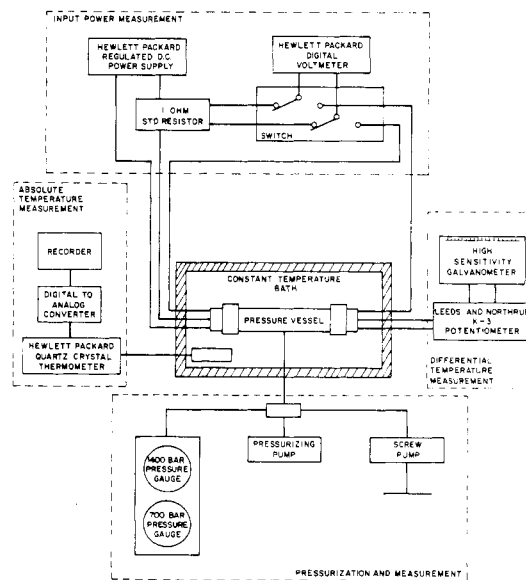 INPUT POWER MEASUREMENT
HEWLETT PACKARD
REGULATED D.C.
POWER SUPPLY
HEWLETT PACKARD
DIGITAL
VOLTMETER
1 OHM
STD RESISTOR
SWITCH
ABSOLUTE
TEMPERATURE
MEASUREMENT
RECORDER
DIGITAL TO
ANALOG
CONVERTER
HEWLETT PACKARD
QUARTZ CRYSTAL
THERMOMETER
CONSTANT TEMPERATURE
BATH
PRESSURE VESSEL
HIGH
SENSITIVITY
GALVANOMETER
LEEDS AND NORTHRUP
K-3
POTENTIOMETER
DIFFERENTIAL TEMPERATURE
MEASUREMENT
1400 BAR
PRESSURE
GAUGE
700 BAR
PRESSURE
GAUGE
PRESSURIZING
PUMP
SCREW
PUMP
PRESSURIZATION AND MEASUREMENT